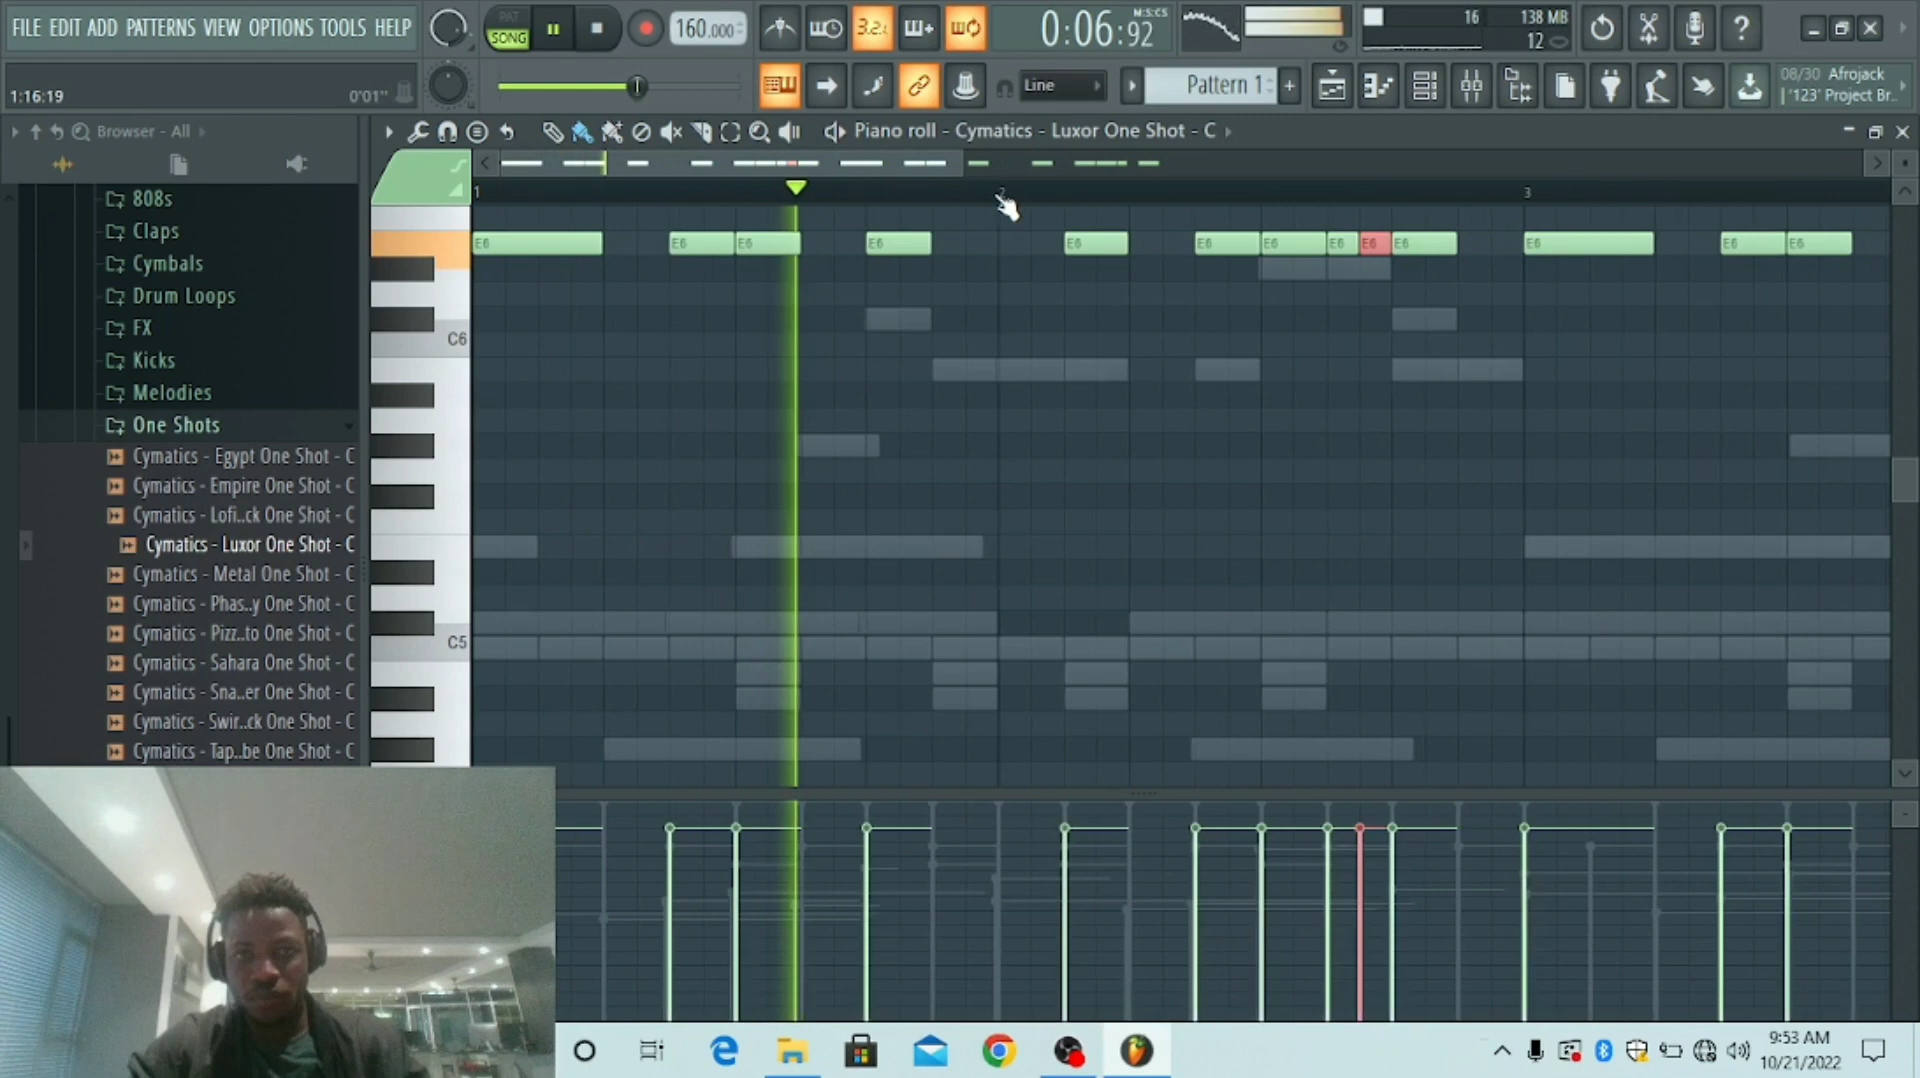 FILE EDIT ADD PATTERNS VIEW OPTIONS TOOLS HELP
PAT
SONG
160.000
3.2.
0:06:92
M:S:CS
16
138 MB
12
1:16:19
0'01"
Line
Pattern 1
+
08/30 Afrojack
| '123' Project Br..
Browser - All
Piano roll - Cymatics - Luxor One Shot - C
808s
Claps
Cymbals
Drum Loops
FX
Kicks
Melodies
One Shots
Cymatics - Egypt One Shot - C
Cymatics - Empire One Shot - C
Cymatics - Lofi..ck One Shot - C
Cymatics - Luxor One Shot - C
Cymatics - Metal One Shot - C
Cymatics - Phas..y One Shot - C
Cymatics - Pizz..to One Shot - C
Cymatics - Sahara One Shot - C
Cymatics - Sna..er One Shot - C
Cymatics - Swir..ck One Shot - C
Cymatics - Tap..be One Shot - C
1 2 3
E6 E6 E6 E6 E6 E6 E6 E6 E6 E6 E6 E6 E6
C6
C5
9:53 AM
10/21/2022